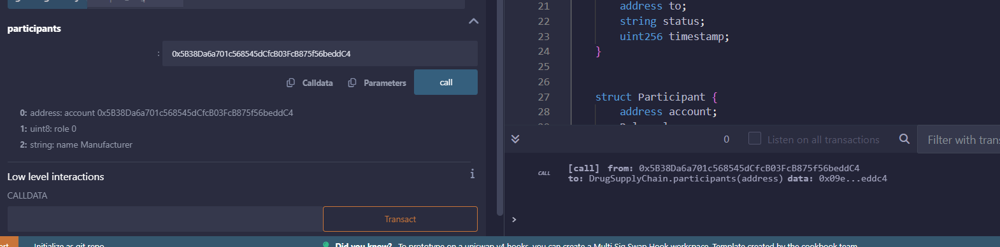 participants
: 0x5B38Da6a701c568545dCfcB03FcB875f56beddC4
Calldata Parameters call
0: address: account 0x5B38Da6a701c568545dCfcB03FcB875f56beddC4
1: uint8: role 0
2: string: name Manufacturer
Low level interactions i
CALLDATA
Transact
21 address to;
22 string status;
23 uint256 timestamp;
24 }
25
26
27 struct Participant {
28 address account;
0 Listen on all transactions Filter with trans
CALL [call] from: 0x5B38Da6a701c568545dCfcB03FcB875f56beddC4
to: DrugSupplyChain.participants(address) data: 0x09e...eddc4
>
Initialize as git repo Did you know? To prototype on a uniswap v4 hooks, you can create a Multi Sig Swap Hook workspace. Template created by the cookbook team